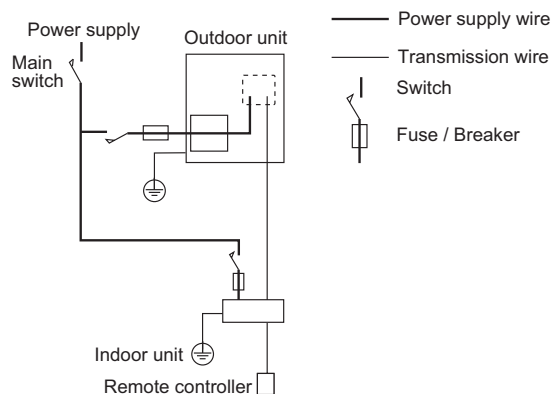 Power supply
Main
switch
Outdoor unit
Power supply wire
Transmission wire
Switch
Fuse / Breaker
Indoor unit
Remote controller